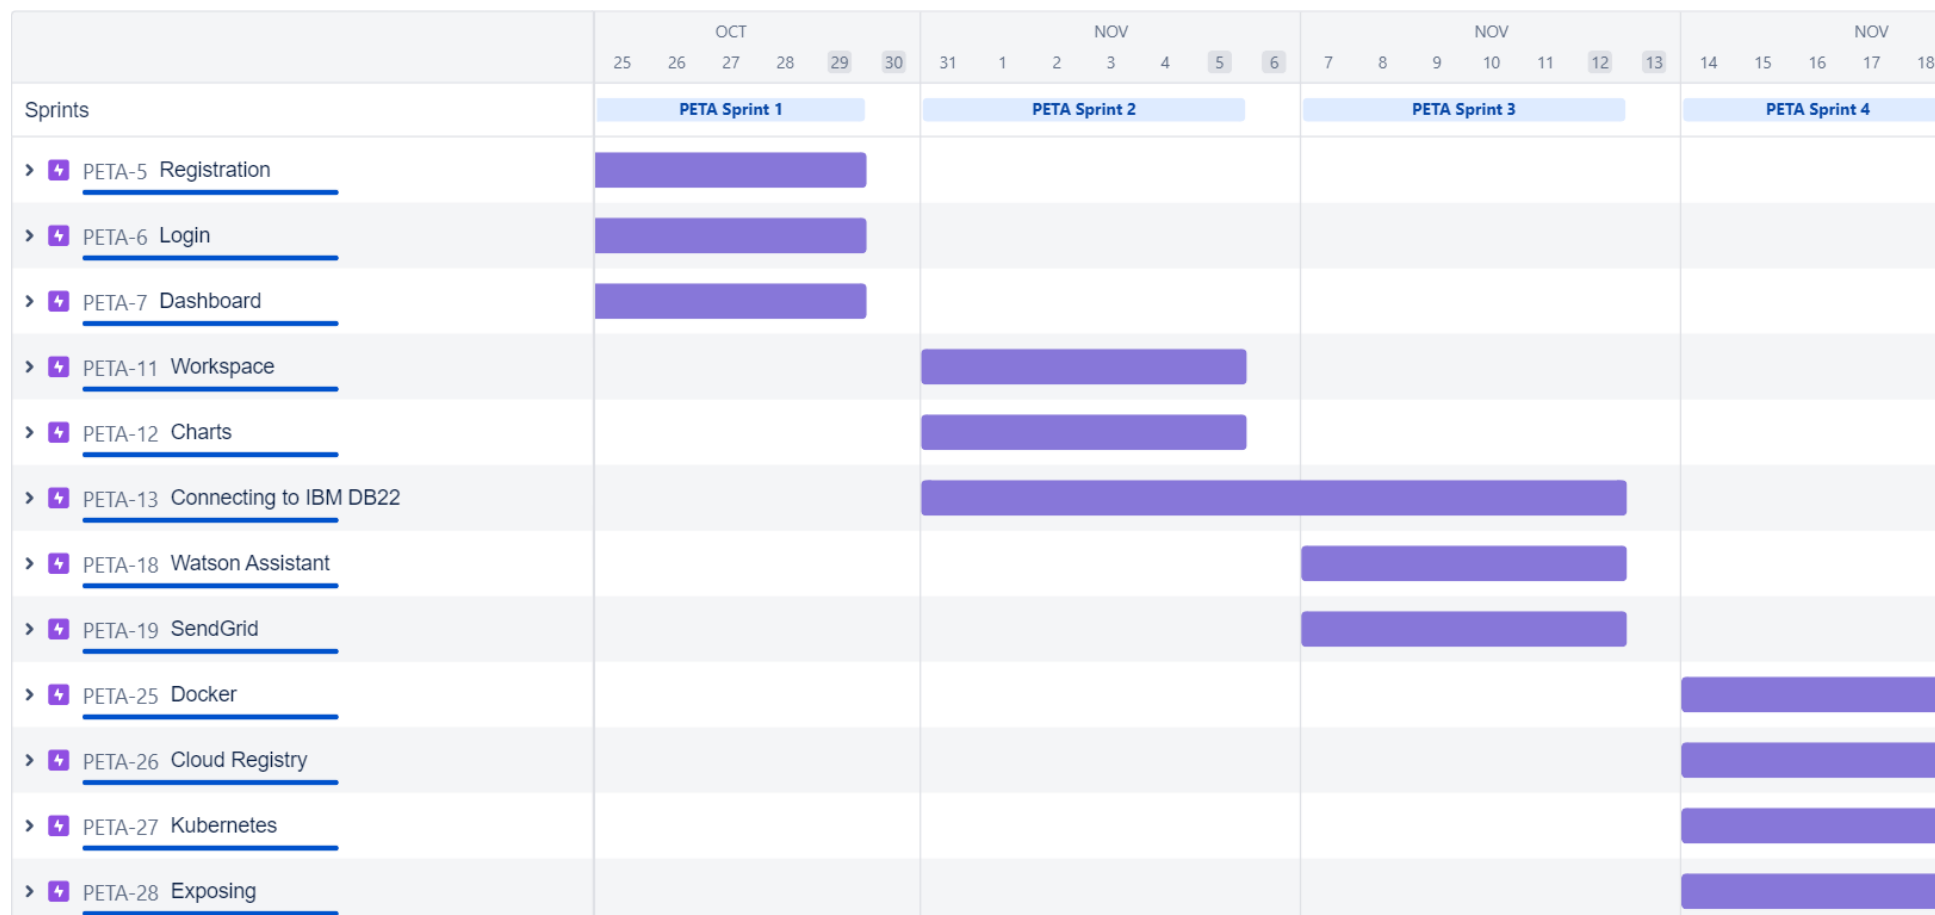 OCT NOV NOV NOV
25 26 27 28 29 30 31 1 2 3 4 5 6 7 8 9 10 11 12 13 14 15 16 17 18
Sprints PETA Sprint 1 PETA Sprint 2 PETA Sprint 3 PETA Sprint 4
PETA-5 Registration
PETA-6 Login
PETA-7 Dashboard
PETA-11 Workspace
PETA-12 Charts
PETA-13 Connecting to IBM DB22
PETA-18 Watson Assistant
PETA-19 SendGrid
PETA-25 Docker
PETA-26 Cloud Registry
PETA-27 Kubernetes
PETA-28 Exposing